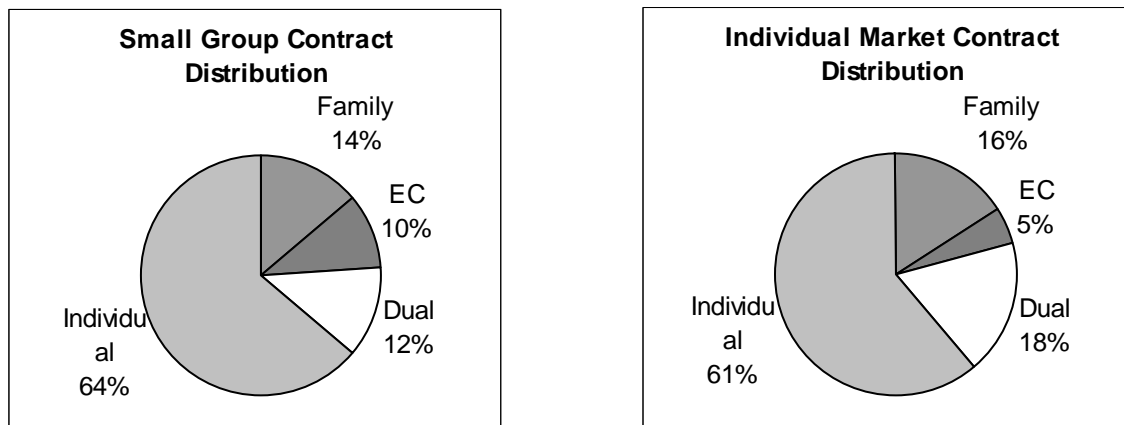 Small Group Contract
Distribution
Family
14%
EC
10%
Dual
12%
Individu
al
64%
Individual Market Contract
Distribution
Family
16%
EC
5%
Dual
18%
Individu
al
61%